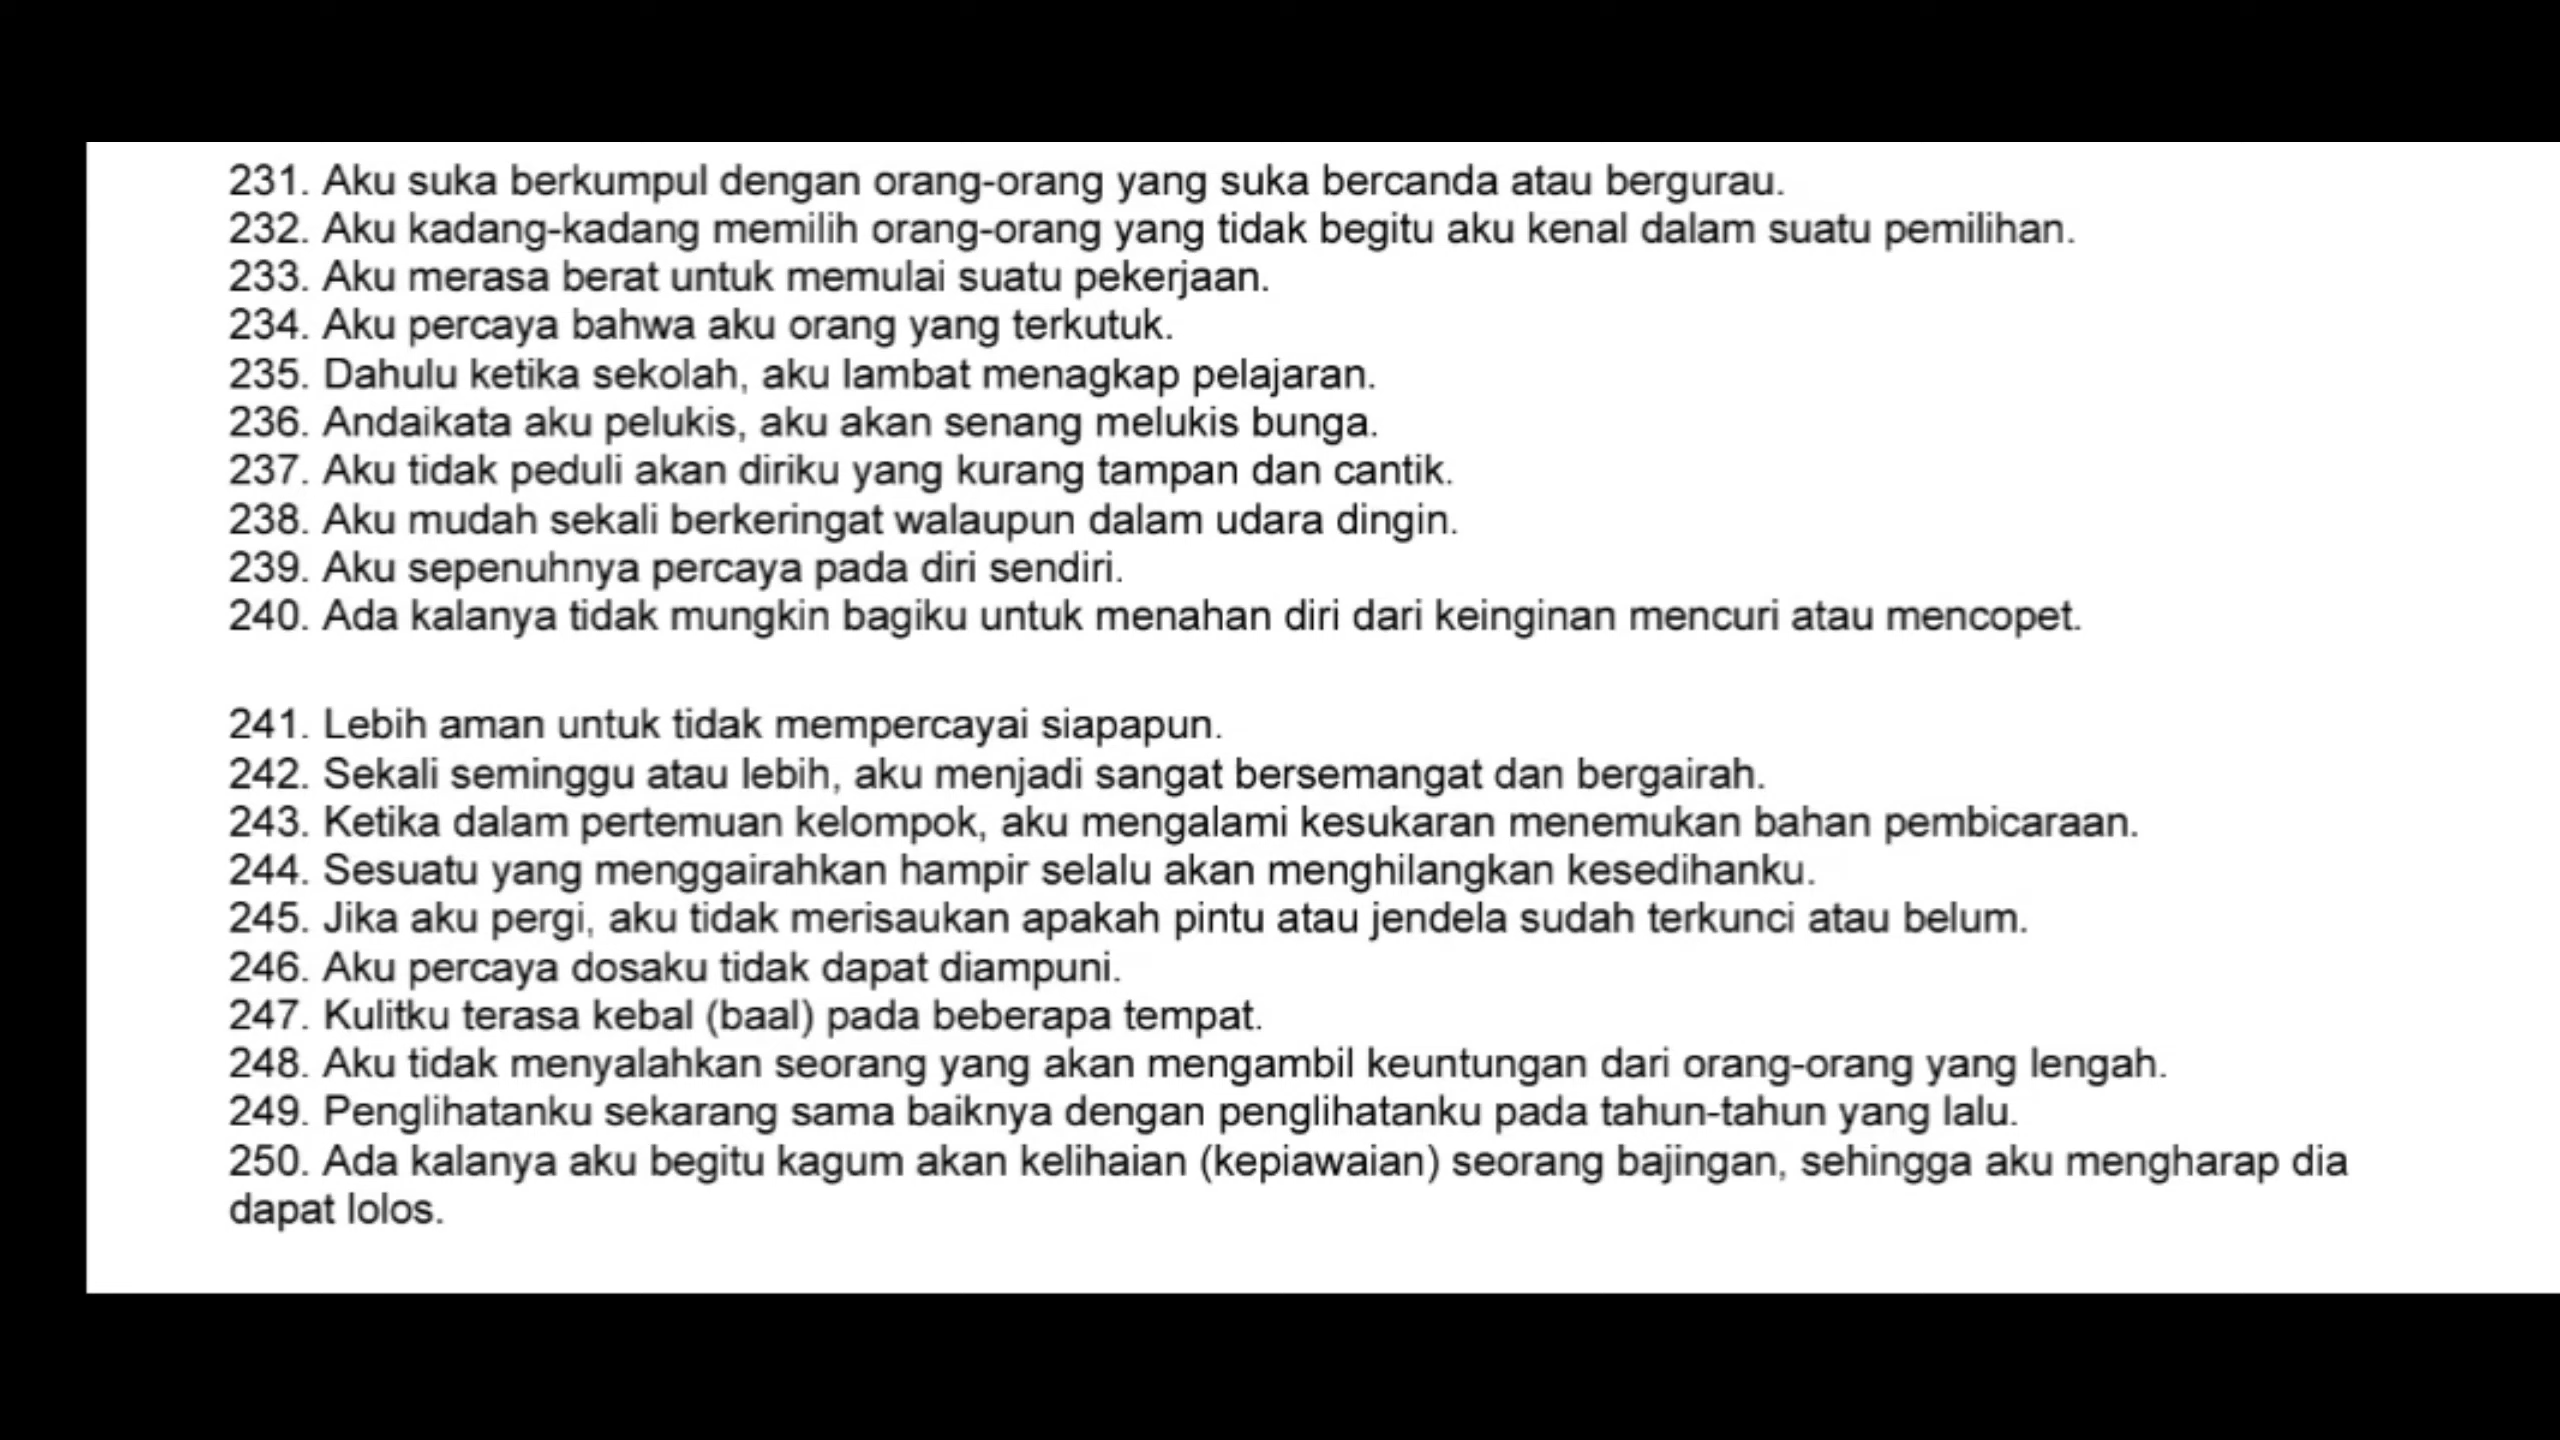 231. Aku suka berkumpul dengan orang-orang yang suka bercanda atau bergurau.
232. Aku kadang-kadang memilih orang-orang yang tidak begitu aku kenal dalam suatu pemilihan.
233. Aku merasa berat untuk memulai suatu pekerjaan.
234. Aku percaya bahwa aku orang yang terkutuk.
235. Dahulu ketika sekolah, aku lambat menagkap pelajaran.
236. Andaikata aku pelukis, aku akan senang melukis bunga.
237. Aku tidak peduli akan diriku yang kurang tampan dan cantik.
238. Aku mudah sekali berkeringat walaupun dalam udara dingin.
239. Aku sepenuhnya percaya pada diri sendiri.
240. Ada kalanya tidak mungkin bagiku untuk menahan diri dari keinginan mencuri atau mencopet.
241. Lebih aman untuk tidak mempercayai siapapun.
242. Sekali seminggu atau lebih, aku menjadi sangat bersemangat dan bergairah.
243. Ketika dalam pertemuan kelompok, aku mengalami kesukaran menemukan bahan pembicaraan.
244. Sesuatu yang menggairahkan hampir selalu akan menghilangkan kesedihanku.
245. Jika aku pergi, aku tidak merisaukan apakah pintu atau jendela sudah terkunci atau belum.
246. Aku percaya dosaku tidak dapat diampuni.
247. Kulitku terasa kebal (baal) pada beberapa tempat.
248. Aku tidak menyalahkan seorang yang akan mengambil keuntungan dari orang-orang yang lengah.
249. Penglihatanku sekarang sama baiknya dengan penglihatanku pada tahun-tahun yang lalu.
250. Ada kalanya aku begitu kagum akan kelihaian (kepiawaian) seorang bajingan, sehingga aku mengharap dia
dapat lolos.